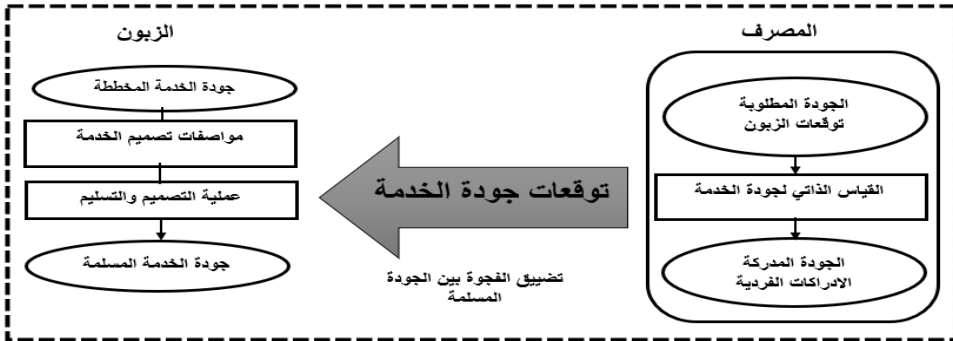 المصرف
الجودة المطلوبة
توقعات الزبون
القياس الذاتي لجودة الخدمة
الجودة المدركة
الادراكات الفردية
توقعات جودة الخدمة
تضييق الفجوة بين الجودة
المسلمة
الزبون
جودة الخدمة المخططة
مواصفات تصميم الخدمة
عملية التصميم والتسليم
جودة الخدمة المسلمة